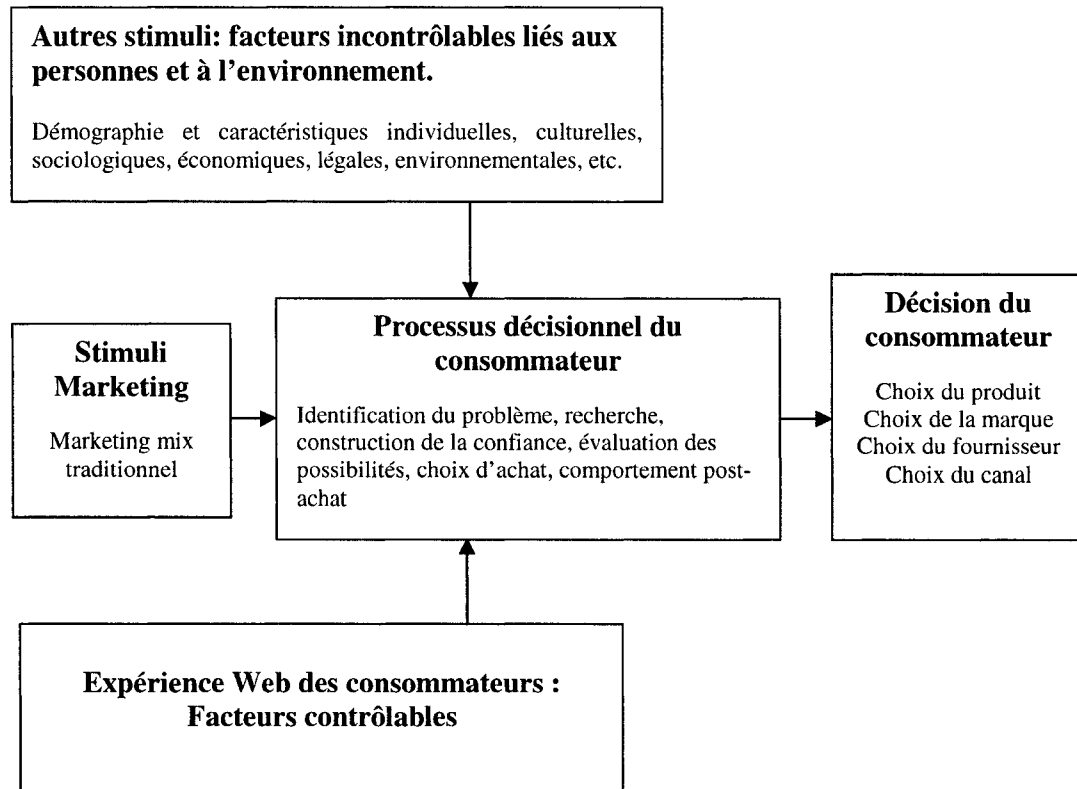 Autres stimuli: facteurs incontrôlables liés aux
personnes et à l'environnement.
Démographie et caractéristiques individuelles, culturelles,
sociologiques, économiques, légales, environnementales, etc.
Stimuli
Marketing
Marketing mix
traditionnel
Processus décisionnel du
consommateur
Identification du problème, recherche,
construction de la confiance, évaluation des
possibilités, choix d'achat, comportement post-
achat
Décision du
consommateur
Choix du produit
Choix de la marque
Choix du fournisseur
Choix du canal
Expérience Web des consommateurs :
Facteurs contrôlables